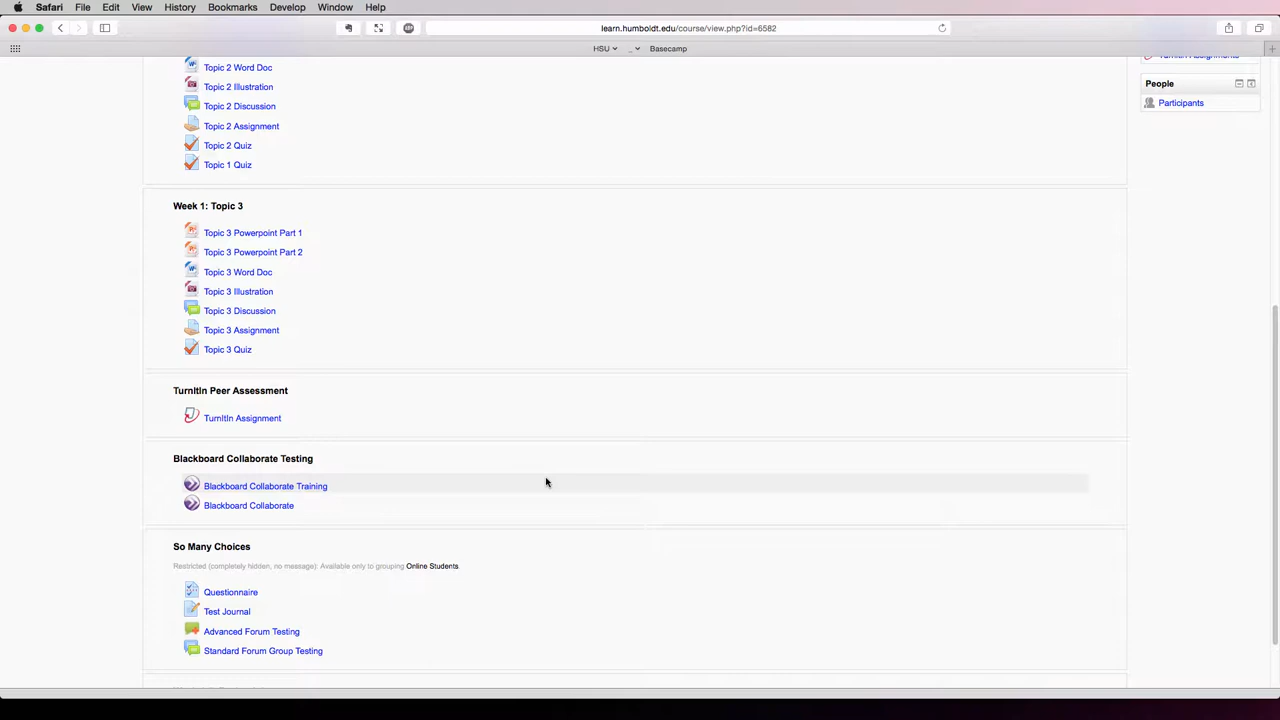 Safari File Edit View History Bookmarks Develop Window Help
learn.humboldt.edu/course/view.php?id=6582
HSU Basecamp
Topic 2 Word Doc
Topic 2 Illustration
Topic 2 Discussion
Topic 2 Assignment
Topic 2 Quiz
Topic 1 Quiz
People
Participants
Week 1: Topic 3
Topic 3 Powerpoint Part 1
Topic 3 Powerpoint Part 2
Topic 3 Word Doc
Topic 3 Illustration
Topic 3 Discussion
Topic 3 Assignment
Topic 3 Quiz
TurnItIn Peer Assessment
TurnItIn Assignment
Blackboard Collaborate Testing
Blackboard Collaborate Training
Blackboard Collaborate
So Many Choices
Restricted (completely hidden, no message): Available only to grouping Online Students
Questionnaire
Test Journal
Advanced Forum Testing
Standard Forum Group Testing